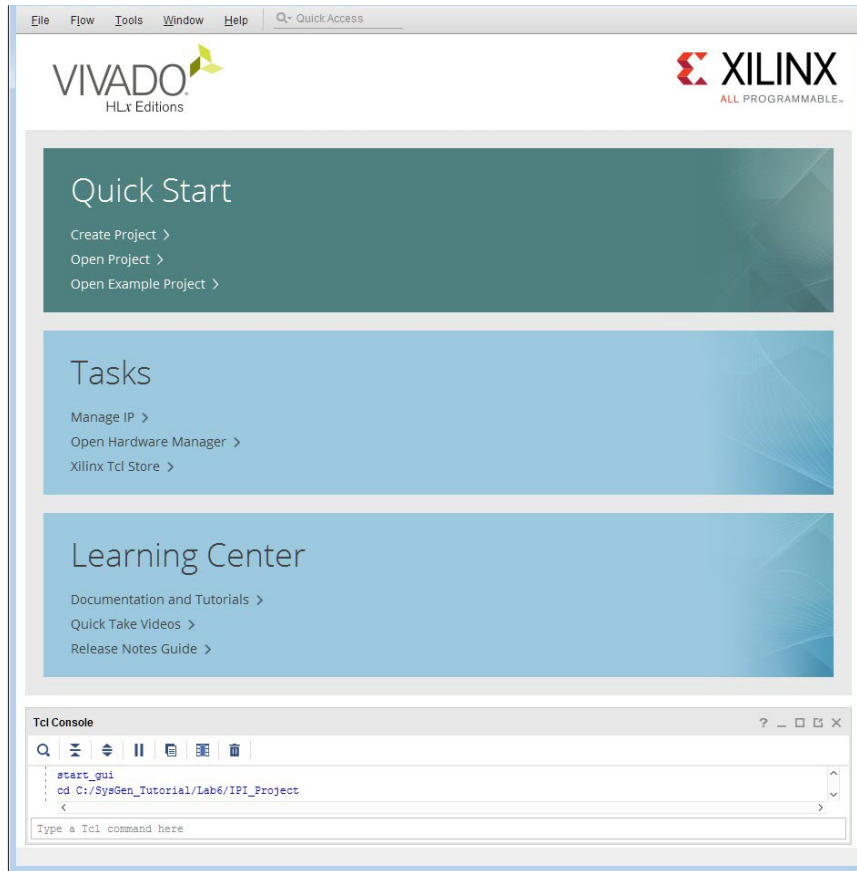 File Flow Tools Window Help Quick Access
VIVADO.
HLx Editions
XILINX
ALL PROGRAMMABLE™
Quick Start
Create Project >
Open Project >
Open Example Project >
Tasks
Manage IP >
Open Hardware Manager >
Xilinx Tcl Store >
Learning Center
Documentation and Tutorials >
Quick Take Videos >
Release Notes Guide >
Tcl Console
start_gui
cd C:/SysGen_Tutorial/Lab6/IPI_Project
Type a Tcl command here